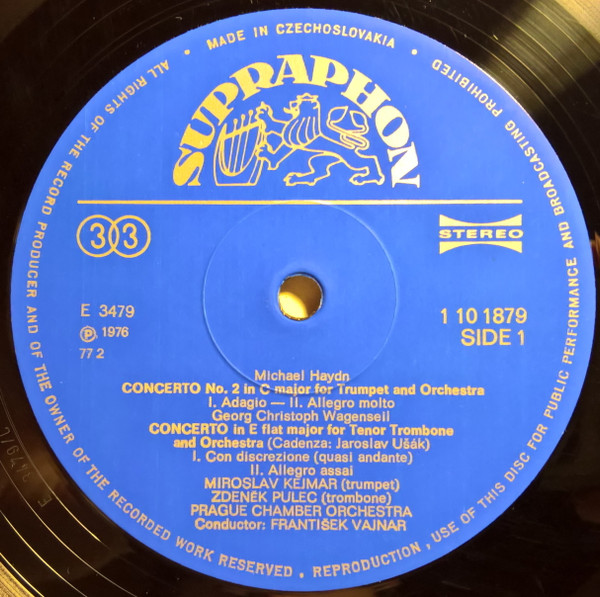 • MADE IN CZECHOSLOVAKIA •
SUPRAPHON
33
STEREO
E 3479
℗ 1976
77 2
1 10 1879
SIDE 1
Michael Haydn
CONCERTO No. 2 in C major for Trumpet and Orchestra
I. Adagio — II. Allegro molto
Georg Christoph Wagenseil
CONCERTO in E flat major for Tenor Trombone
and Orchestra (Cadenza: Jaroslav Ušák)
I. Con discrezione (quasi andante)
II. Allegro assai
MIROSLAV KEJMAR (trumpet)
ZDENĚK PULEC (trombone)
PRAGUE CHAMBER ORCHESTRA
Conductor: FRANTIŠEK VAJNAR
ALL RIGHTS OF THE RECORD PRODUCER AND OF THE OWNER OF THE RECORDED WORK RESERVED . REPRODUCTION, USE OF THIS DISC FOR PUBLIC PERFORMANCE AND BROADCASTING PROHIBITED